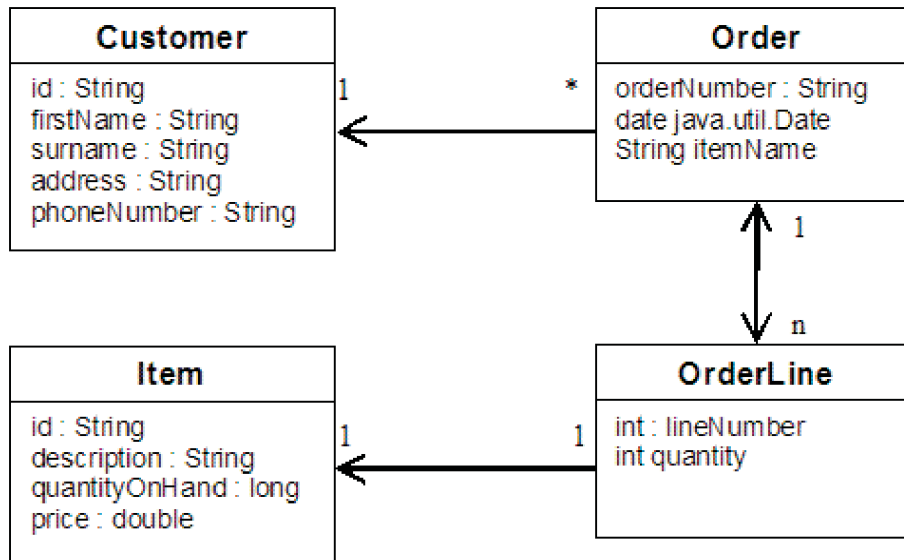 Customer
id : String
firstName : String
surname : String
address : String
phoneNumber : String
1
*
Order
orderNumber : String
date java.util.Date
String itemName
1
n
Item
id : String
description : String
quantityOnHand : long
price : double
1
1
OrderLine
int : lineNumber
int quantity